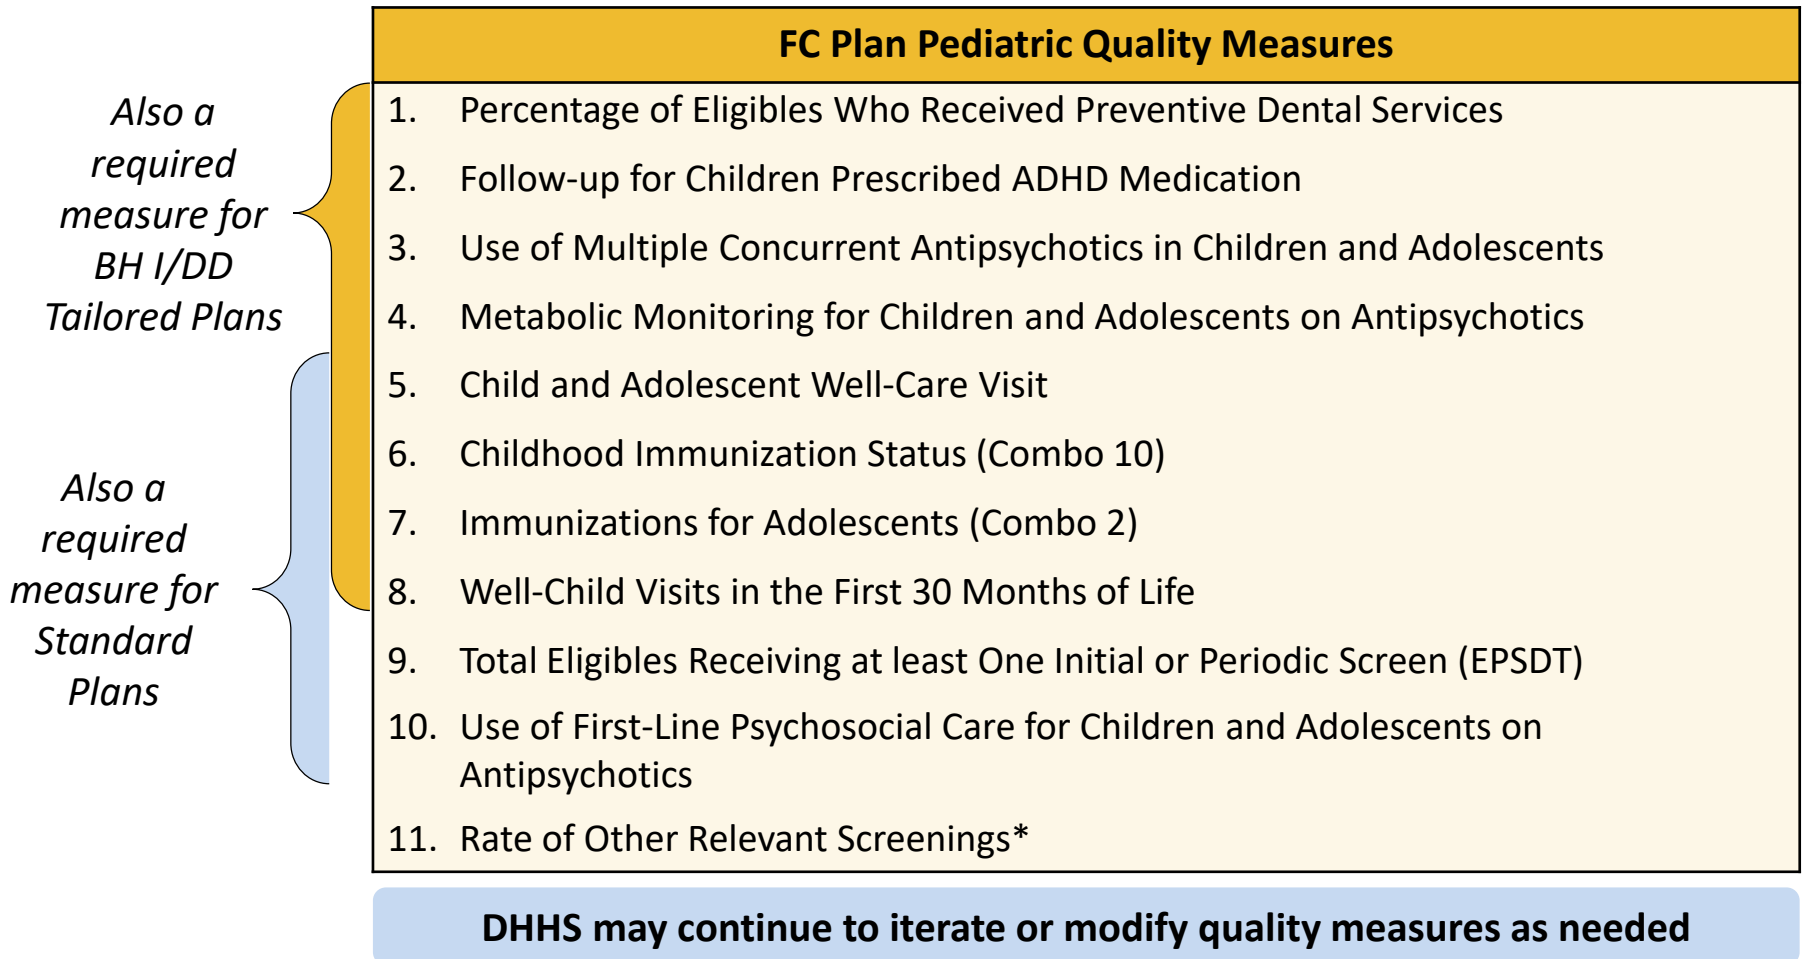 FC Plan Pediatric Quality Measures
Also a
required
measure for
BH I/DD
Tailored Plans
Also a
required
measure for
Standard
Plans
1. Percentage of Eligibles Who Received Preventive Dental Services
2. Follow-up for Children Prescribed ADHD Medication
3. Use of Multiple Concurrent Antipsychotics in Children and Adolescents
4. Metabolic Monitoring for Children and Adolescents on Antipsychotics
5. Child and Adolescent Well-Care Visit
6. Childhood Immunization Status (Combo 10)
7. Immunizations for Adolescents (Combo 2)
8. Well-Child Visits in the First 30 Months of Life
9. Total Eligibles Receiving at least One Initial or Periodic Screen (EPSDT)
10. Use of First-Line Psychosocial Care for Children and Adolescents on
Antipsychotics
11. Rate of Other Relevant Screenings*
DHHS may continue to iterate or modify quality measures as needed